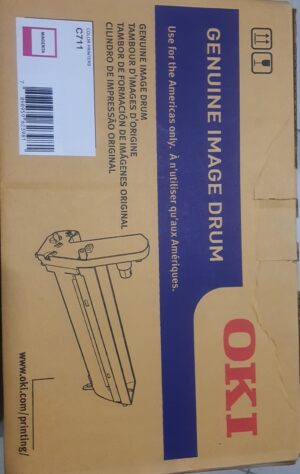 OKI
GENUINE IMAGE DRUM
Use for the Americas only. À n'utiliser qu'aux Amériques.
GENUINE IMAGE DRUM
TAMBOUR D'IMAGES D'ORIGINE
TAMBOR DE FORMACIÓN DE IMÁGENES ORIGINAL
CILINDRO DE IMPRESSÃO ORIGINAL
COLOR PRINTERS
C711
MAGENTA
www.oki.com/printing/